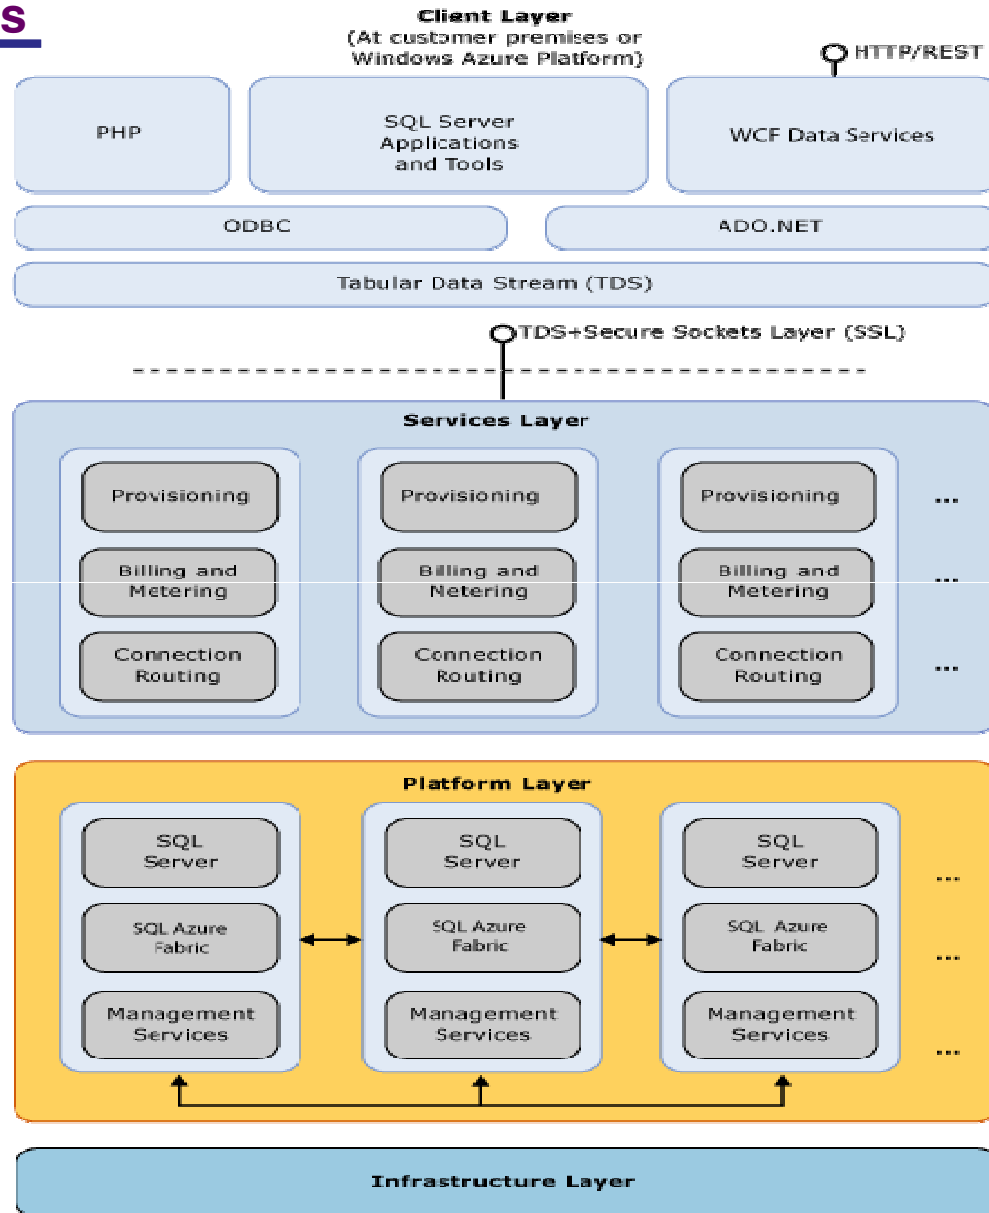 s
Client Layer
(At customer premises or
Windows Azure Platform)
HTTP/REST
PHP
SQL Server
Applications
and Tools
WCF Data Services
ODBC
ADO.NET
Tabular Data Stream (TDS)
TDS+Secure Sockets Layer (SSL)
Services Layer
Provisioning
Provisioning
Provisioning
...
Billing and
Metering
Billing and
Netering
Billing and
Metering
...
Connection
Routing
Connection
Routing
Connection
Routing
...
Platform Layer
SQL
Server
SQL
Server
SQL
Server
...
SQL Azure
Fabric
SQL Azure
Fabric
SQL Azure
Fabric
...
Management
Services
Management
Services
Management
Services
...
Infrastructure Layer